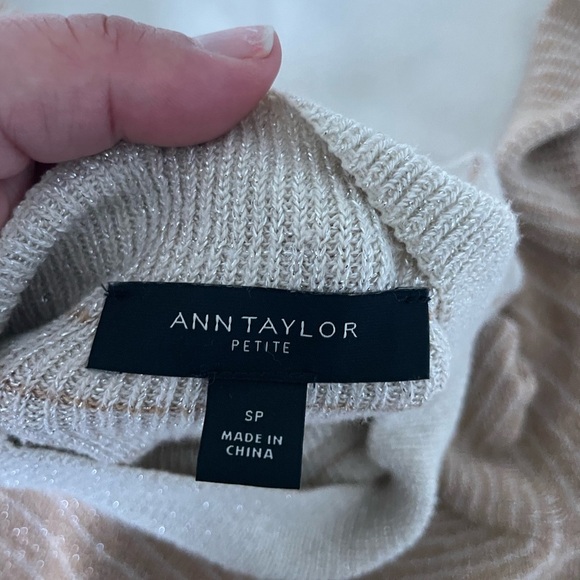 ANN TAYLOR
PETITE
SP
MADE IN
CHINA